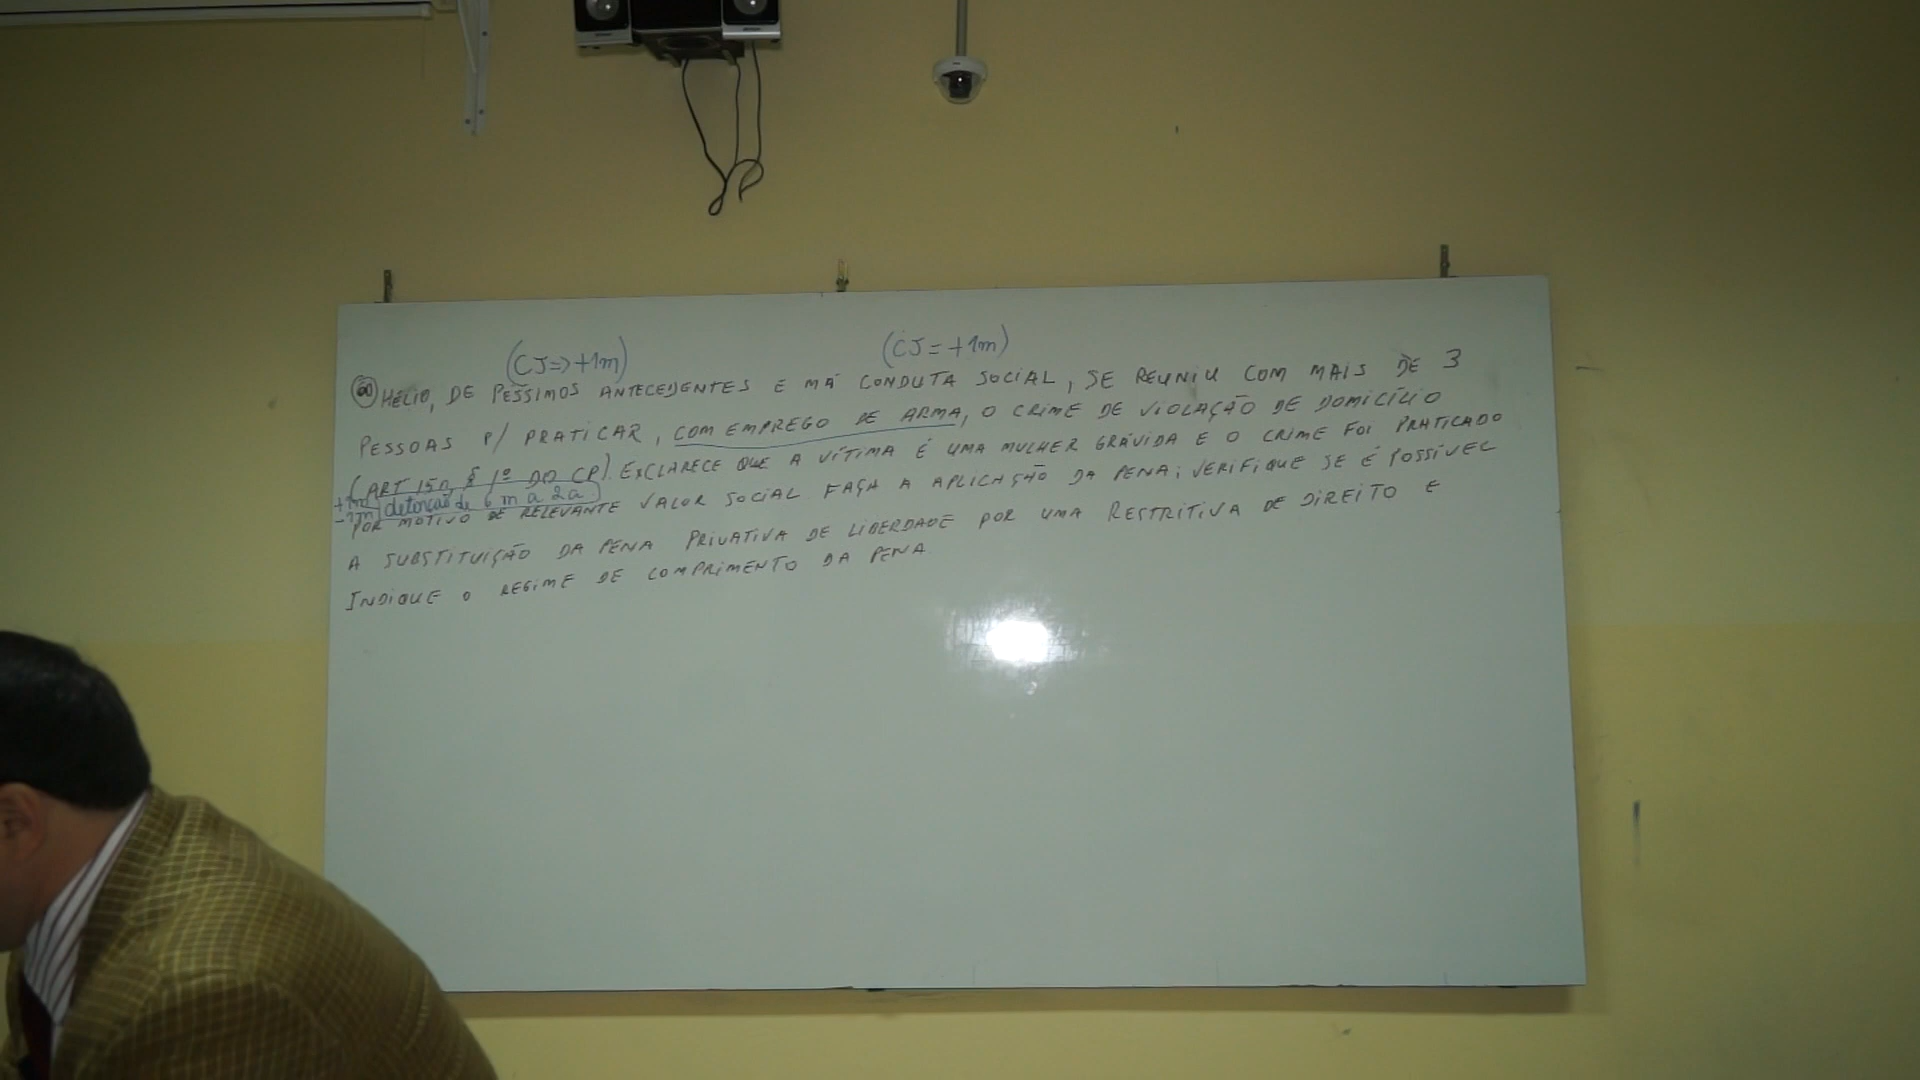 (CJ=>+1m) (CJ=+1m)
a) HÉLIO, DE PÉSSIMOS ANTECEDENTES E MÁ CONDUTA SOCIAL, SE REUNIU COM MAIS DE 3
PESSOAS P/ PRATICAR, COM EMPREGO DE ARMA, O CRIME DE VIOLAÇÃO DE DOMICÍLIO
(ART 150, § 1º DO CP). ESCLARECE QUE A VÍTIMA É UMA MULHER GRÁVIDA E O CRIME FOI PRATICADO
+1m
-1m detenção de 6 m a 2a
POR MOTIVO DE RELEVANTE VALOR SOCIAL FAÇA A APLICAÇÃO DA PENA; VERIFIQUE SE É POSSÍVEL
A SUBSTITUIÇÃO DA PENA PRIVATIVA DE LIBERDADE POR UMA RESTRITIVA DE DIREITO E
INDIQUE O REGIME DE COMPRIMENTO DA PENA